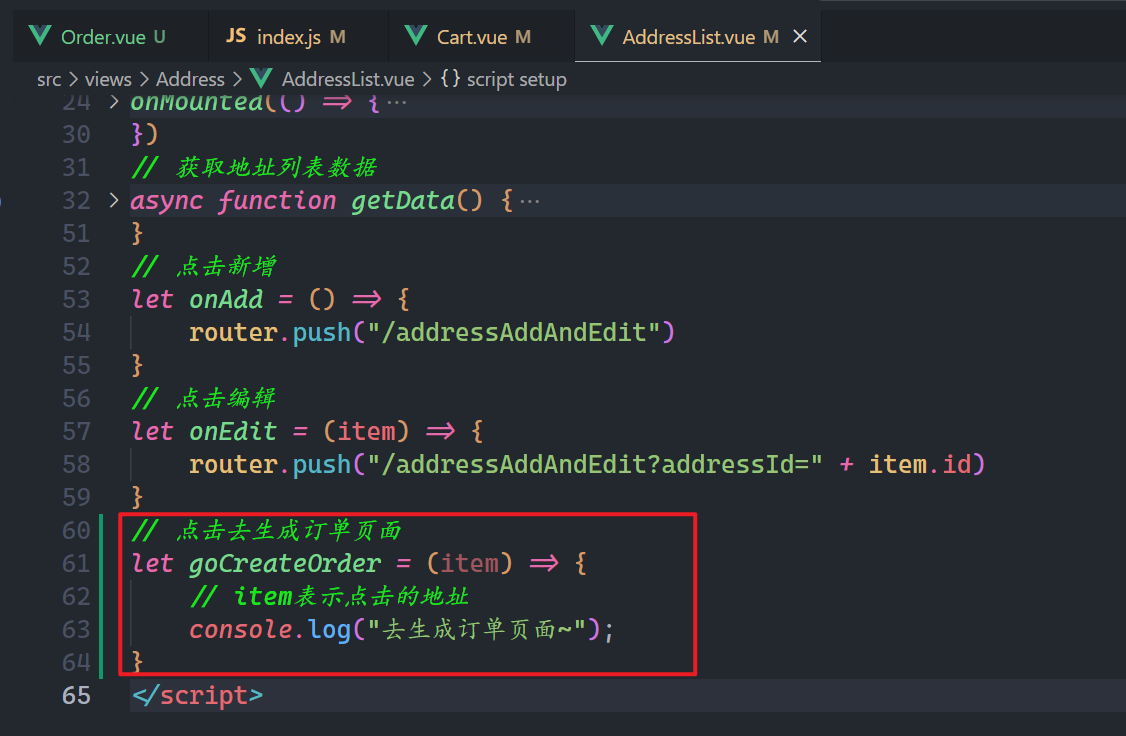 Order.vue U JS index.js M Cart.vue M AddressList.vue M
src > views > Address > AddressList.vue > {} script setup
24 > onMounted(() => { ···
30 })
31 // 获取地址列表数据
32 > async function getData() { ···
51 }
52 // 点击新增
53 let onAdd = () => {
54 router.push("/addressAddAndEdit")
55 }
56 // 点击编辑
57 let onEdit = (item) => {
58 router.push("/addressAddAndEdit?addressId=" + item.id)
59 }
60 // 点击去生成订单页面
61 let goCreateOrder = (item) => {
62 // item表示点击的地址
63 console.log("去生成订单页面~");
64 }
65 </script>